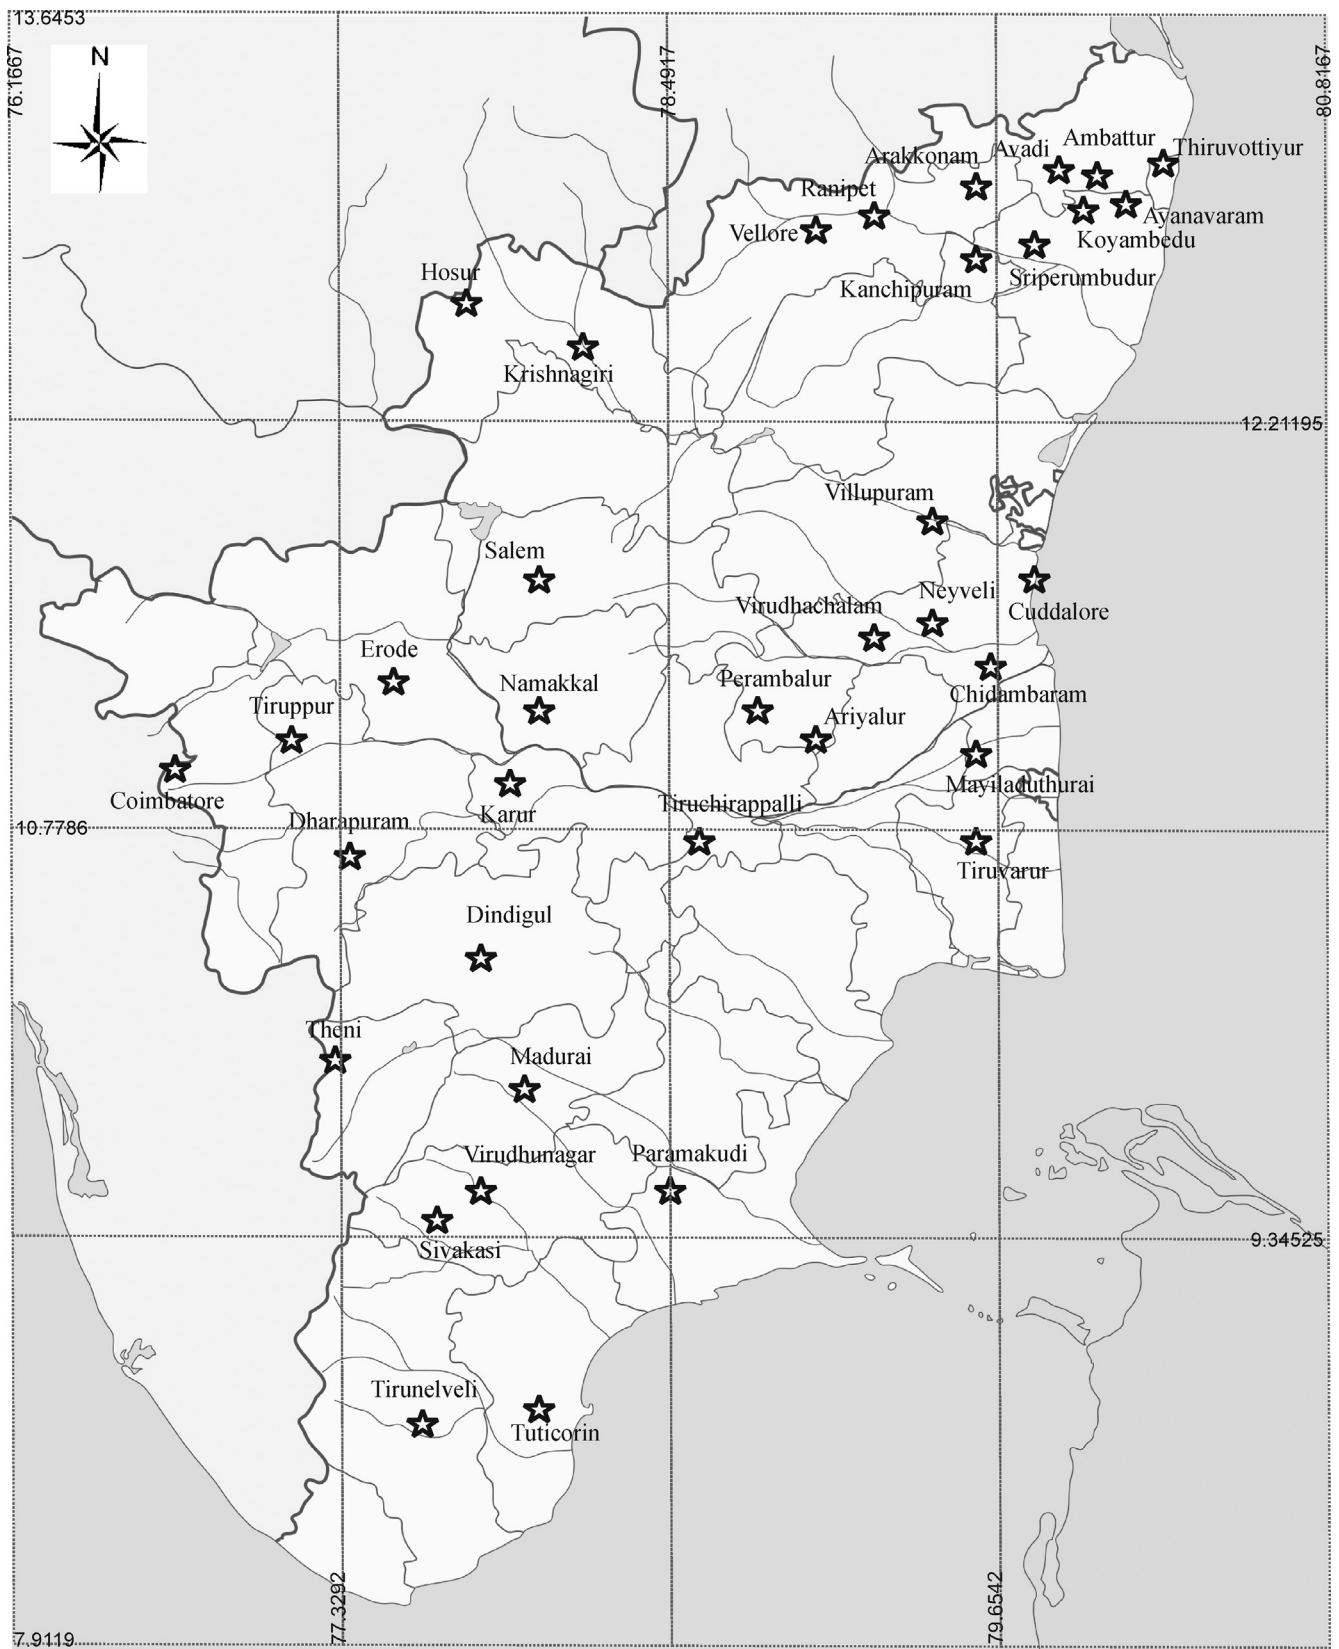 13.6453
76.1667
N
78.4917
80.8167
Ambattur
Avadi
Thiruvottiyur
Arakkonam
Ranipet
Ayanavaram
Vellore
Koyambedu
Hosur
Sriperumbudur
Kanchipuram
Krishnagiri
12.21195
Villupuram
Salem
Neyveli
Virudhachalam
Cuddalore
Erode
Perambalur
Namakkal
Chidambaram
Tiruppur
Ariyalur
Mayiladuthurai
Coimbatore
Tiruchirappalli
Karur
Dharapuram
10.7786
Tiruvarur
Dindigul
Theni
Madurai
Virudhunagar
Paramakudi
9.34525
Sivakasi
Tirunelveli
Tuticorin
77.3292
79.6542
7.9119